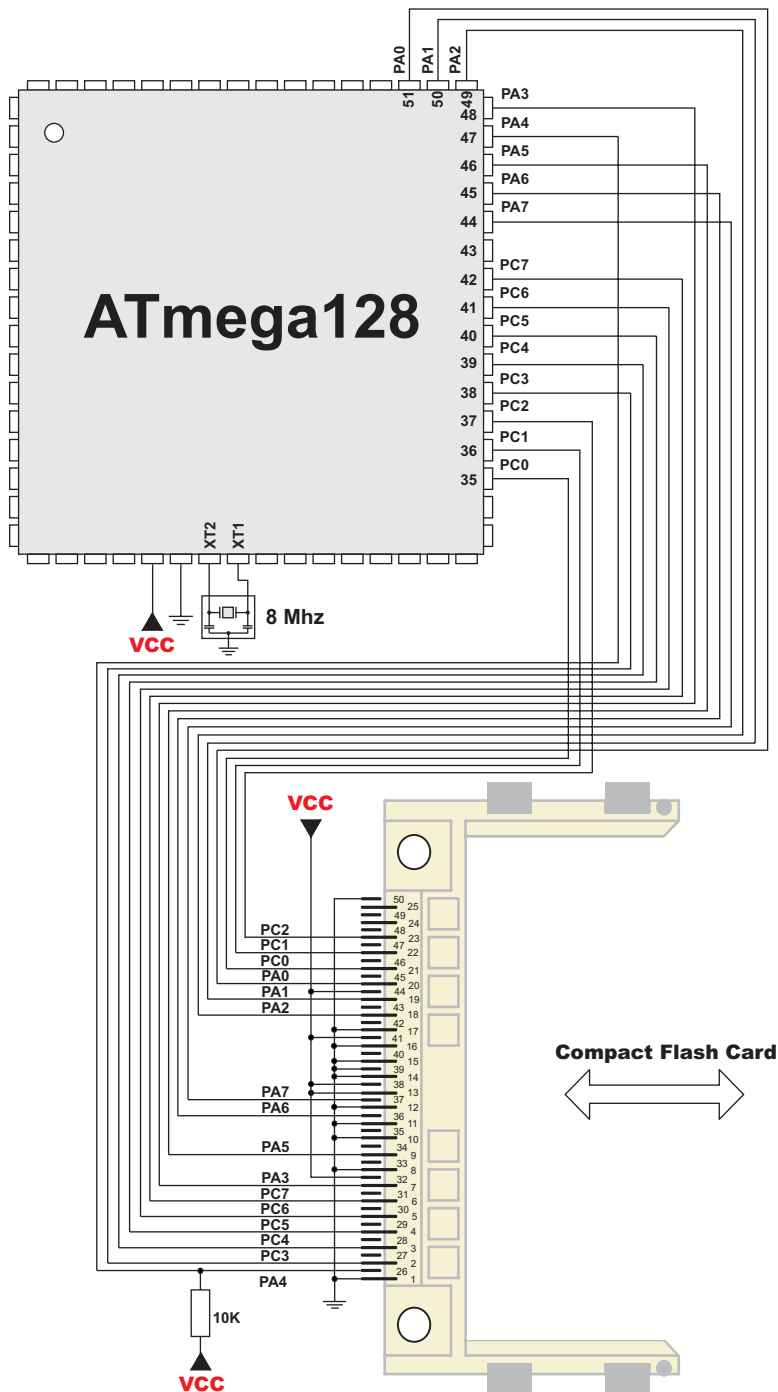 PA0
PA1
PA2
51
50
49
PA3
48
PA4
47
PA5
46
PA6
45
PA7
44
43
PC7
42
ATmega128
PC6
41
PC5
40
PC4
39
PC3
38
PC2
37
PC1
36
PC0
35
XT2
XT1
8 Mhz
VCC
VCC
50
25
49
24
48
PC2
23
47
PC1
22
46
PC0
21
45
PA0
20
44
PA1
19
43
PA2
18
42
17
41
16
40
15
Compact Flash Card
39
14
38
13
PA7
37
12
PA6
36
11
35
10
34
PA5
9
33
8
32
PA3
7
31
PC7
6
30
PC6
5
29
PC5
4
28
PC4
3
27
PC3
2
26
PA4
1
10K
VCC